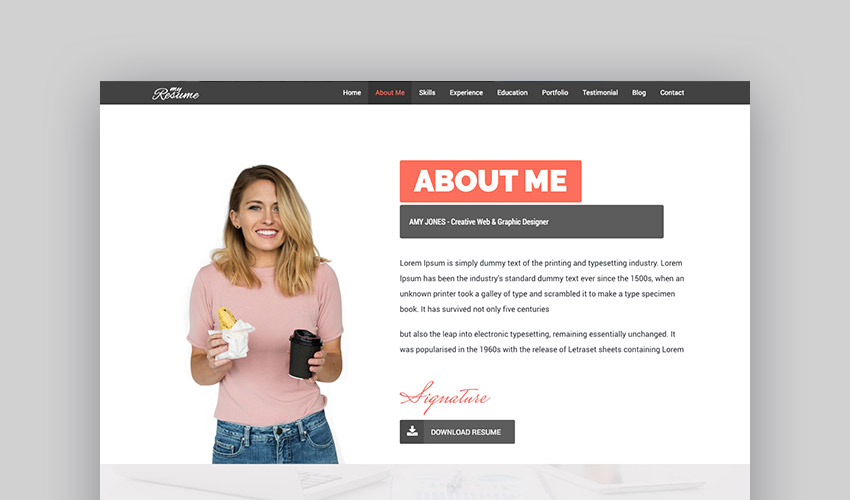 my
Resume
Home About Me Skills Experience Education Portfolio Testimonial Blog Contact
ABOUT ME
AMY JONES - Creative Web & Graphic Designer
Lorem Ipsum is simply dummy text of the printing and typesetting industry. Lorem
Ipsum has been the industry's standard dummy text ever since the 1500s, when an
unknown printer took a galley of type and scrambled it to make a type specimen
book. It has survived not only five centuries
but also the leap into electronic typesetting, remaining essentially unchanged. It
was popularised in the 1960s with the release of Letraset sheets containing Lorem
Signature
DOWNLOAD RESUME